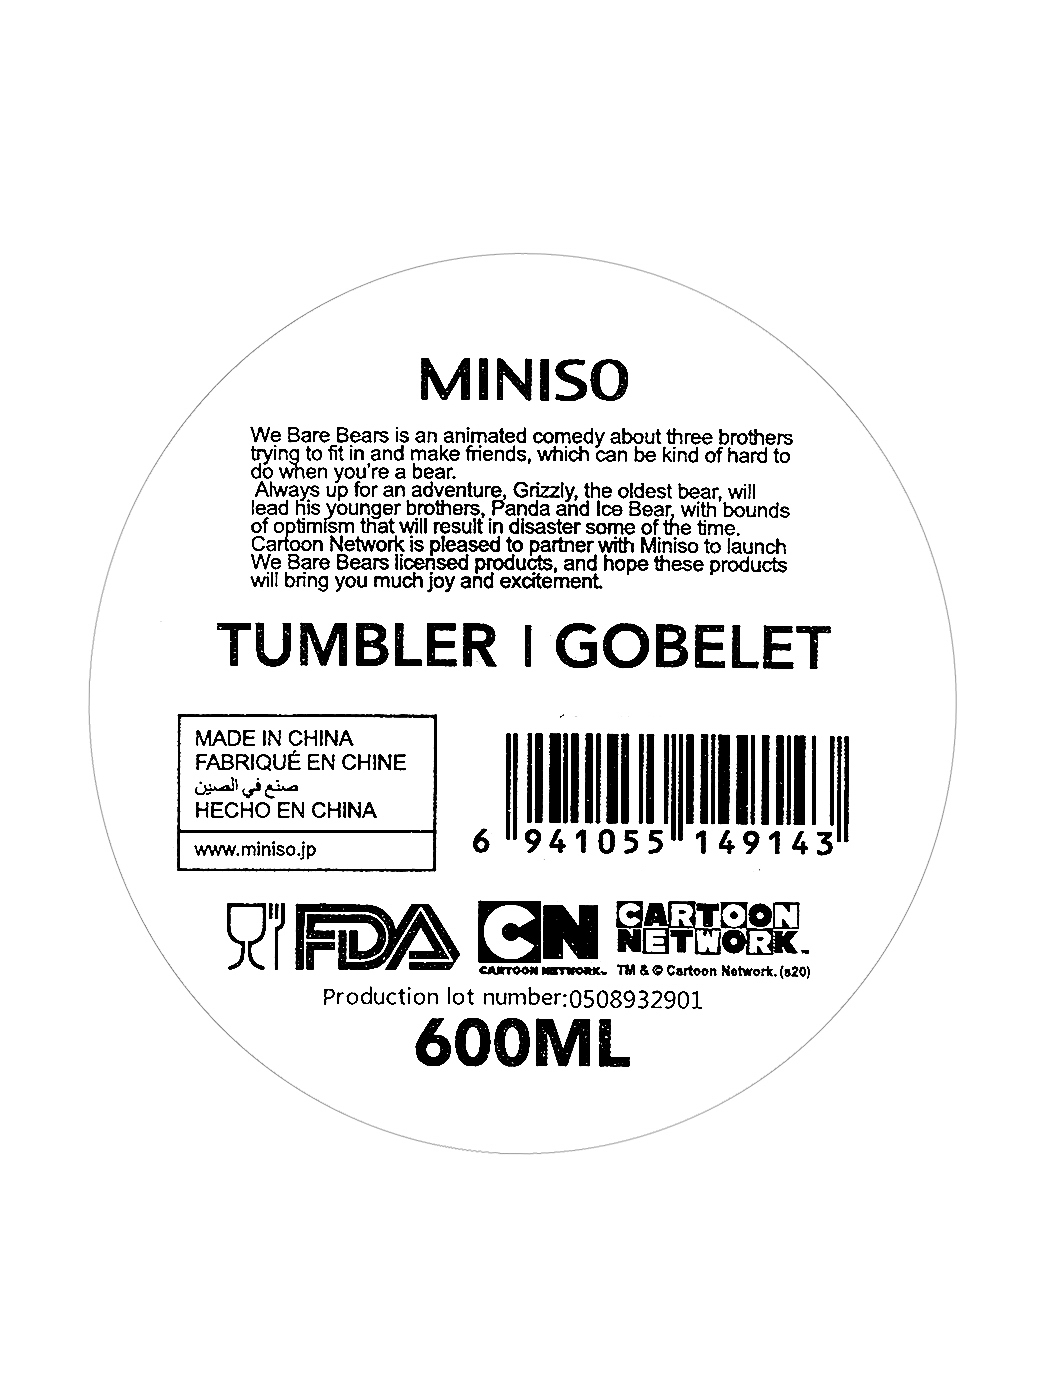 MINISO
We Bare Bears is an animated comedy about three brothers
trying to fit in and make friends, which can be kind of hard to
do when you're a bear.
Always up for an adventure, Grizzly, the oldest bear, will
lead his younger brothers, Panda and Ice Bear, with bounds
of optimism that will result in disaster some of the time.
Cartoon Network is pleased to partner with Miniso to launch
We Bare Bears licensed products, and hope these products
will bring you much joy and excitement.
TUMBLER | GOBELET
MADE IN CHINA
FABRIQUÉ EN CHINE
صنع في الصين
HECHO EN CHINA
www.miniso.jp
6 941055 149143
FDA CN CARTOON NETWORK™
CARTOON NETWORK™ TM & © Cartoon Network. (s20)
Production lot number:0508932901
600ML